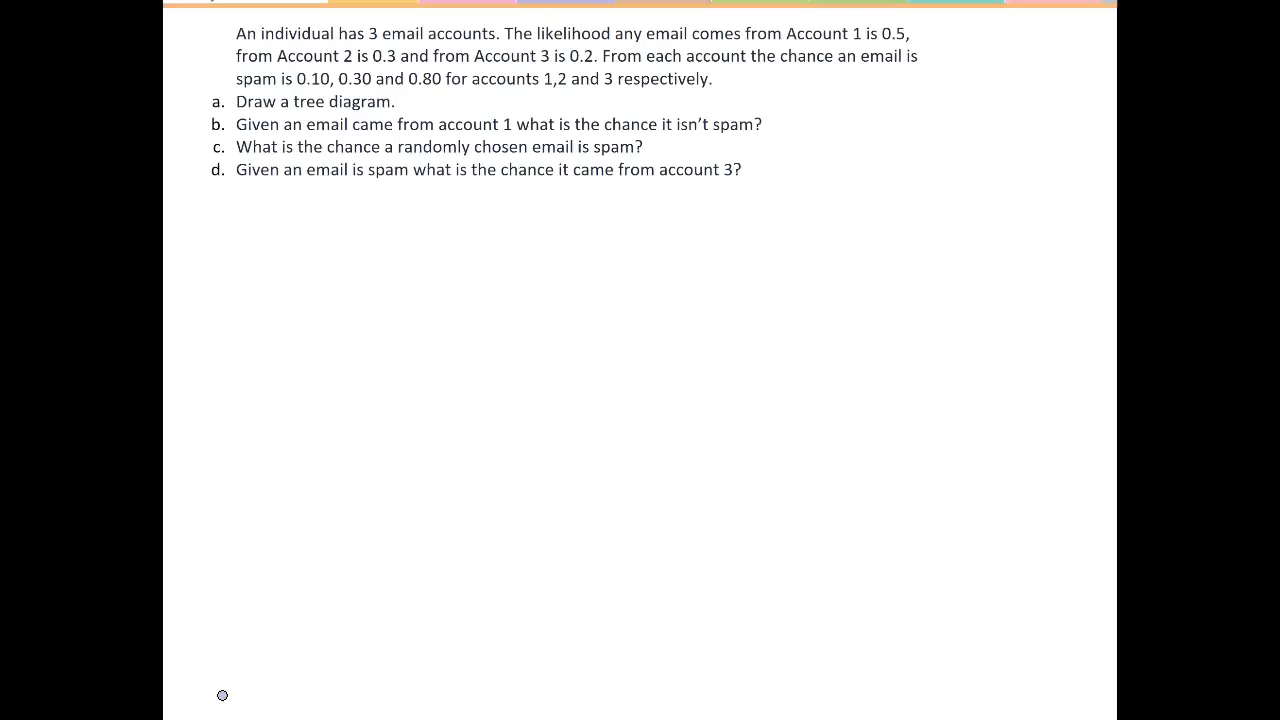 An individual has 3 email accounts. The likelihood any email comes from Account 1 is 0.5,
from Account 2 is 0.3 and from Account 3 is 0.2. From each account the chance an email is
spam is 0.10, 0.30 and 0.80 for accounts 1,2 and 3 respectively.
a. Draw a tree diagram.
b. Given an email came from account 1 what is the chance it isn’t spam?
c. What is the chance a randomly chosen email is spam?
d. Given an email is spam what is the chance it came from account 3?